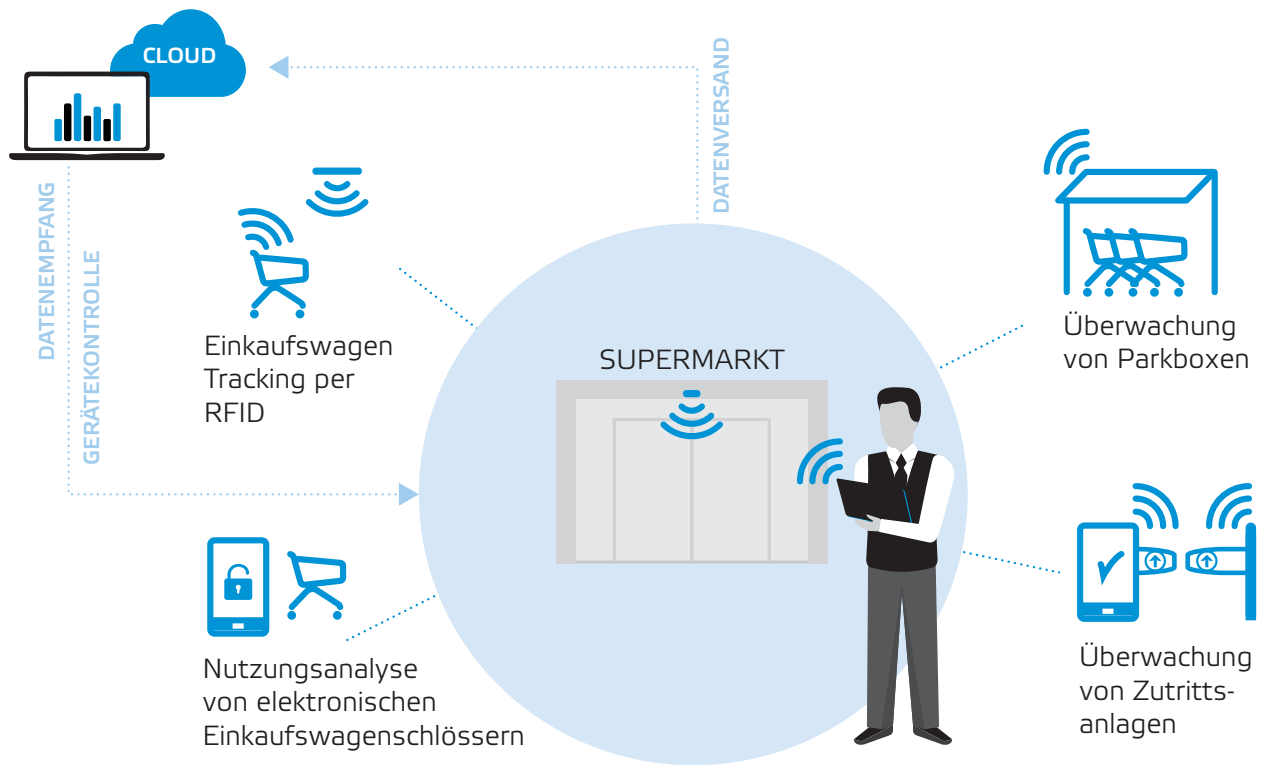 CLOUD
DATENVERSAND
DATENEMPFANG
GERÄTEKONTROLLE
Einkaufswagen
Tracking per
RFID
SUPERMARKT
Überwachung
von Parkboxen
Nutzungsanalyse
von elektronischen
Einkaufswagenschlössern
Überwachung
von Zutritts-
anlagen